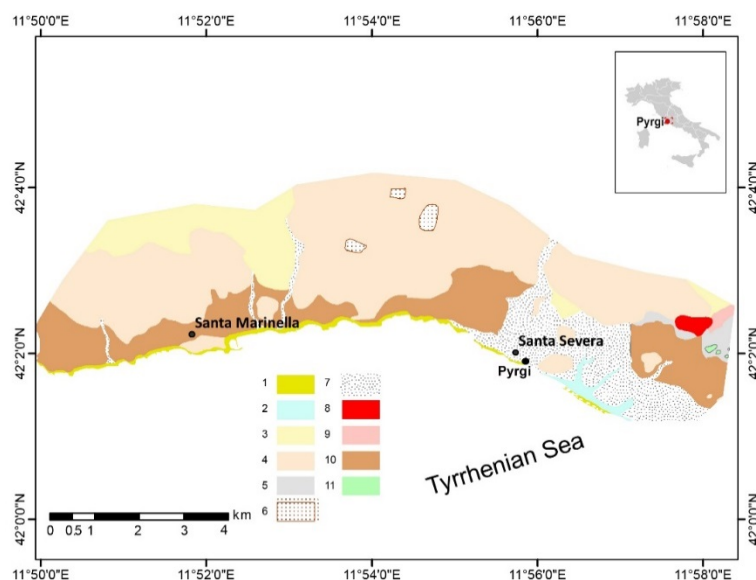 11°50'0"E 11°52'0"E 11°54'0"E 11°56'0"E 11°58'0"E
Pyrgi
42°4'0"N 42°4'0"N
Santa Marinella
Santa Severa
42°2'0"N 42°2'0"N
Pyrgi
1 7
2 8
3 9
4 10
5 11
6
Tyrrhenian Sea
km
0 0.5 1 2 3 4
42°0'0"N 42°0'0"N
11°50'0"E 11°52'0"E 11°54'0"E 11°56'0"E 11°58'0"E